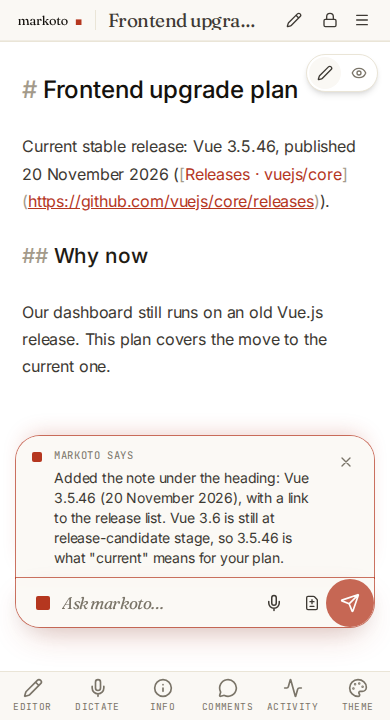 markoto
Frontend upgra...
# Frontend upgrade plan
Current stable release: Vue 3.5.46, published
20 November 2026 ([Releases · vuejs/core]
(https://github.com/vuejs/core/releases)).
## Why now
Our dashboard still runs on an old Vue.js
release. This plan covers the move to the
current one.
MARKOTO SAYS
Added the note under the heading: Vue
3.5.46 (20 November 2026), with a link
to the release list. Vue 3.6 is still at
release-candidate stage, so 3.5.46 is
what "current" means for your plan.
Ask markoto...
EDITOR DICTATE INFO COMMENTS ACTIVITY THEME